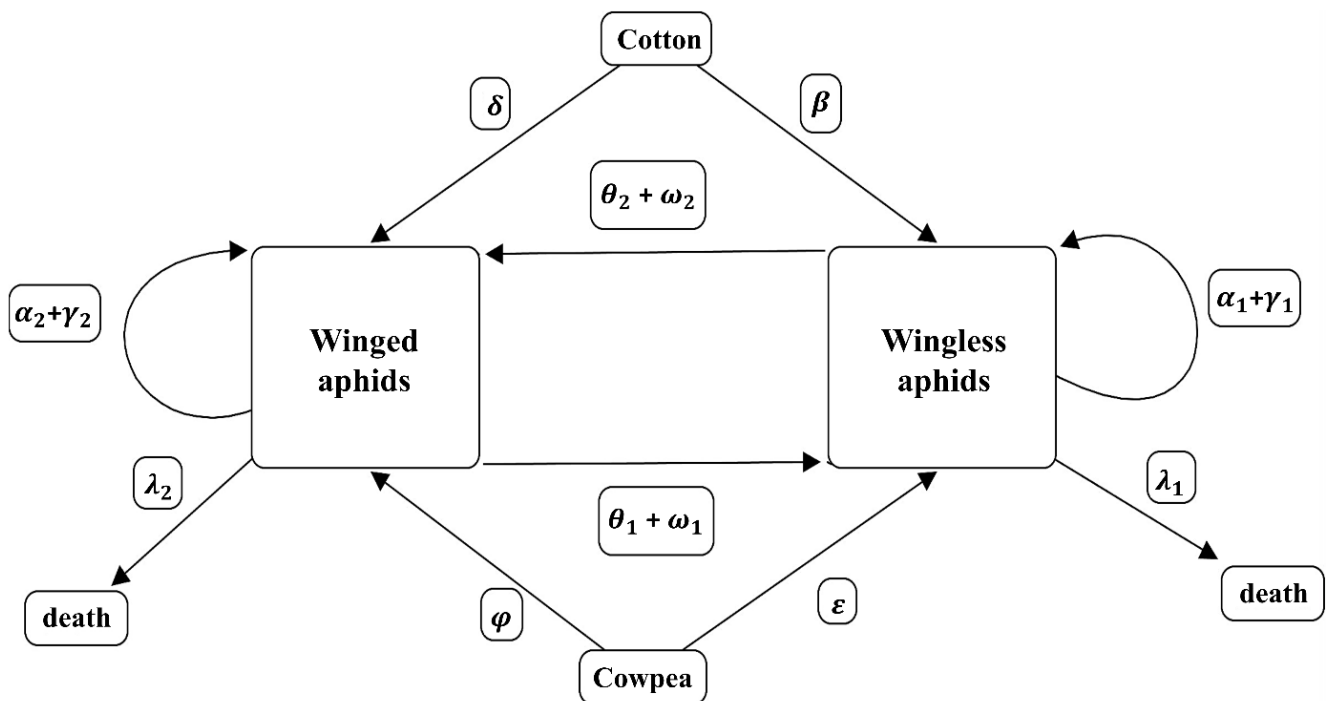 Cotton
δ
β
θ₂ + ω₂
α₂+γ₂
Winged
aphids
Wingless
aphids
α₁+γ₁
λ₂
θ₁ + ω₁
λ₁
death
φ
ε
death
Cowpea